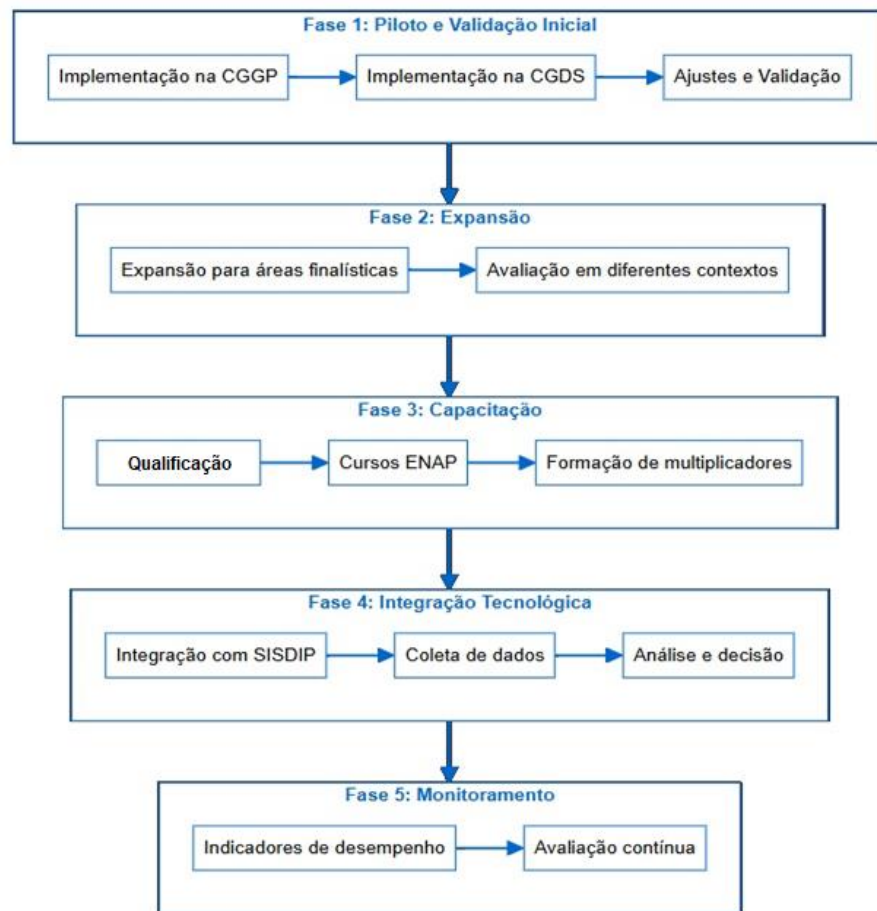 Fase 1: Piloto e Validação Inicial
Implementação na CGGP
Implementação na CGDS
Ajustes e Validação
Fase 2: Expansão
Expansão para áreas finalísticas
Avaliação em diferentes contextos
Fase 3: Capacitação
Qualificação
Cursos ENAP
Formação de multiplicadores
Fase 4: Integração Tecnológica
Integração com SISDIP
Coleta de dados
Análise e decisão
Fase 5: Monitoramento
Indicadores de desempenho
Avaliação contínua